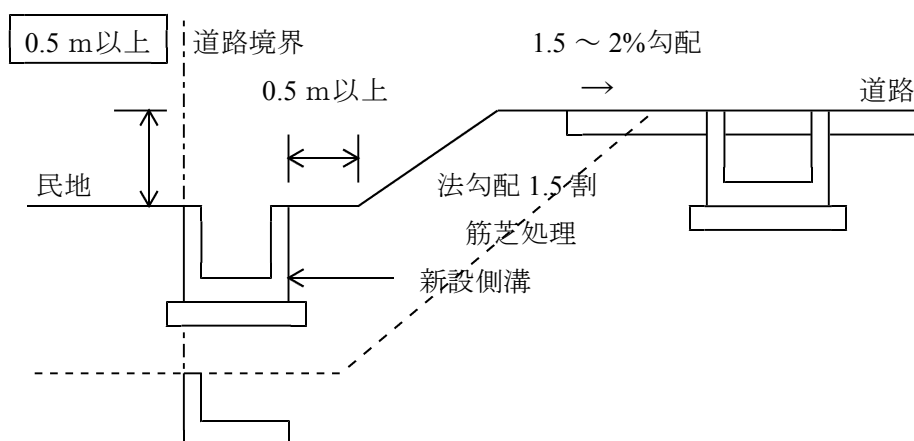 0.5 m以上
道路境界
1.5 ～ 2%勾配
0.5 m以上
→
道路
民地
法勾配 1.5 割
筋芝処理
新設側溝